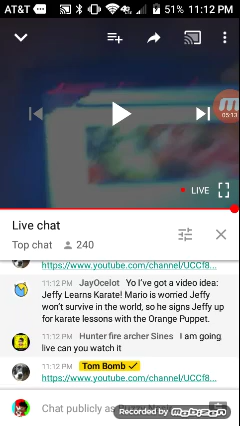 AT&T 51% 11:12 PM
05:13
LIVE
Live chat
Top chat 240
https://www.youtube.com/channel/UCCf8...
11:12 PM JayOcelot Yo I've got a video idea:
Jeffy Learns Karate! Mario is worried Jeffy
won't survive in the world, so he signs Jeffy up
for karate lessons with the Orange Puppet.
11:12 PM Hunter fire archer Sines I am going
live can you watch it
11:12 PM Tom Bomb
https://www.youtube.com/channel/UCCf8...
Chat publicly as
Recorded by Mobizen